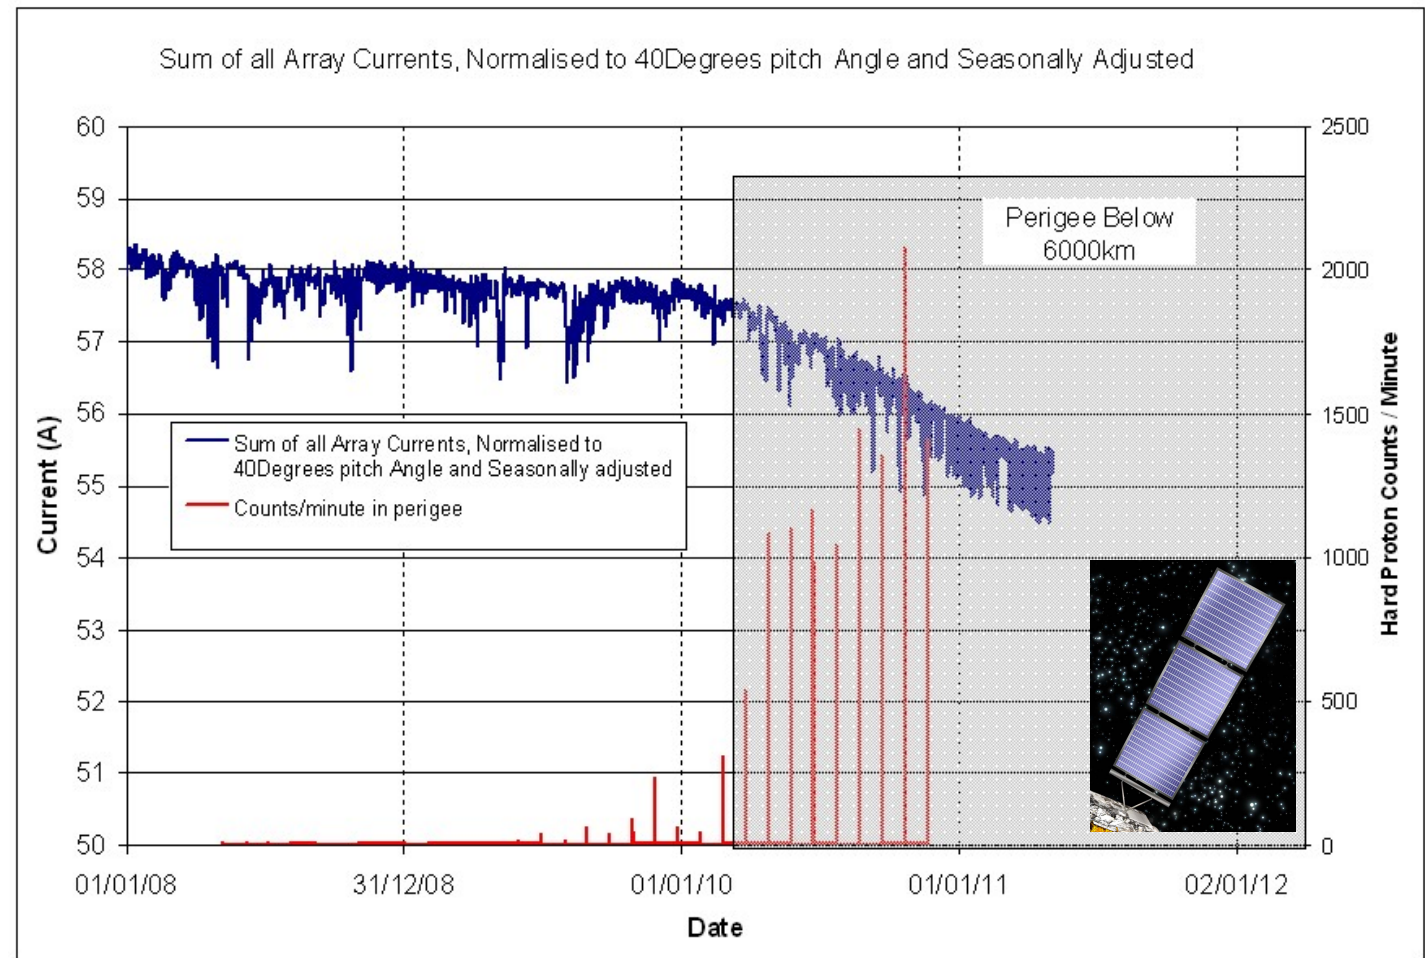 Sum of all Array Currents, Normalised to 40Degrees pitch Angle and Seasonally Adjusted
60
59
58
57
56
55
54
53
52
51
50
Current (A)
2500
2000
1500
1000
500
0
Hard Proton Counts / Minute
Perigee Below
6000km
Sum of all Array Currents, Normalised to
40Degrees pitch Angle and Seasonally adjusted
Counts/minute in perigee
01/01/08
31/12/08
01/01/10
01/01/11
02/01/12
Date